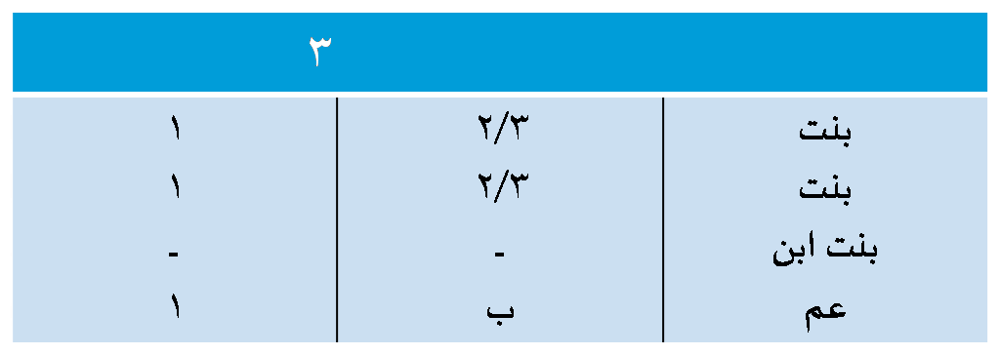 ٣
بنت ٢/٣ ١
بنت ٢/٣ ١
بنت ابن - -
عم ب ١